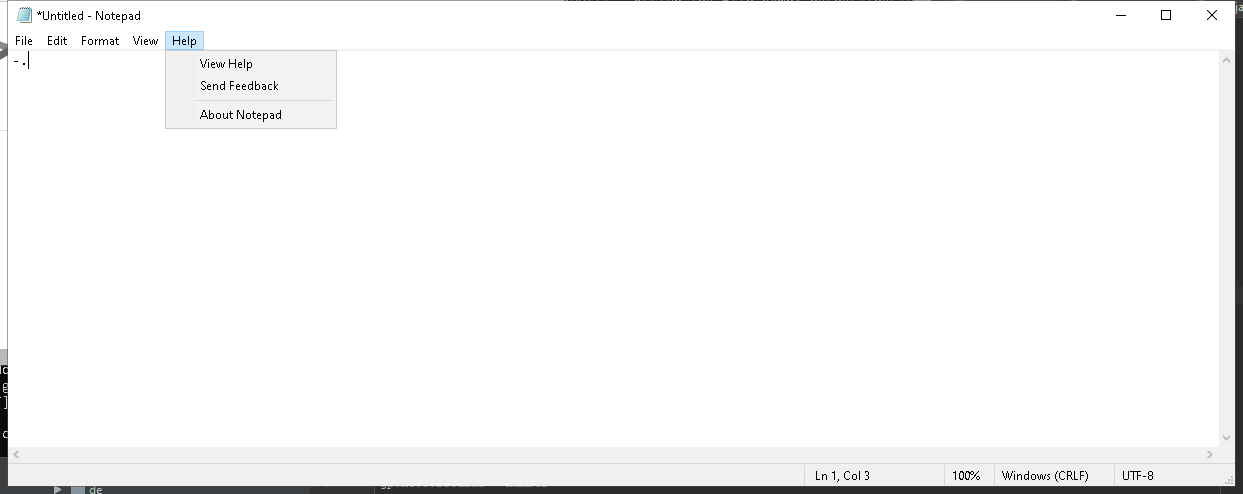 *Untitled - Notepad
File Edit Format View Help
-.
View Help
Send Feedback
About Notepad
Ln 1, Col 3 100% Windows (CRLF) UTF-8
de